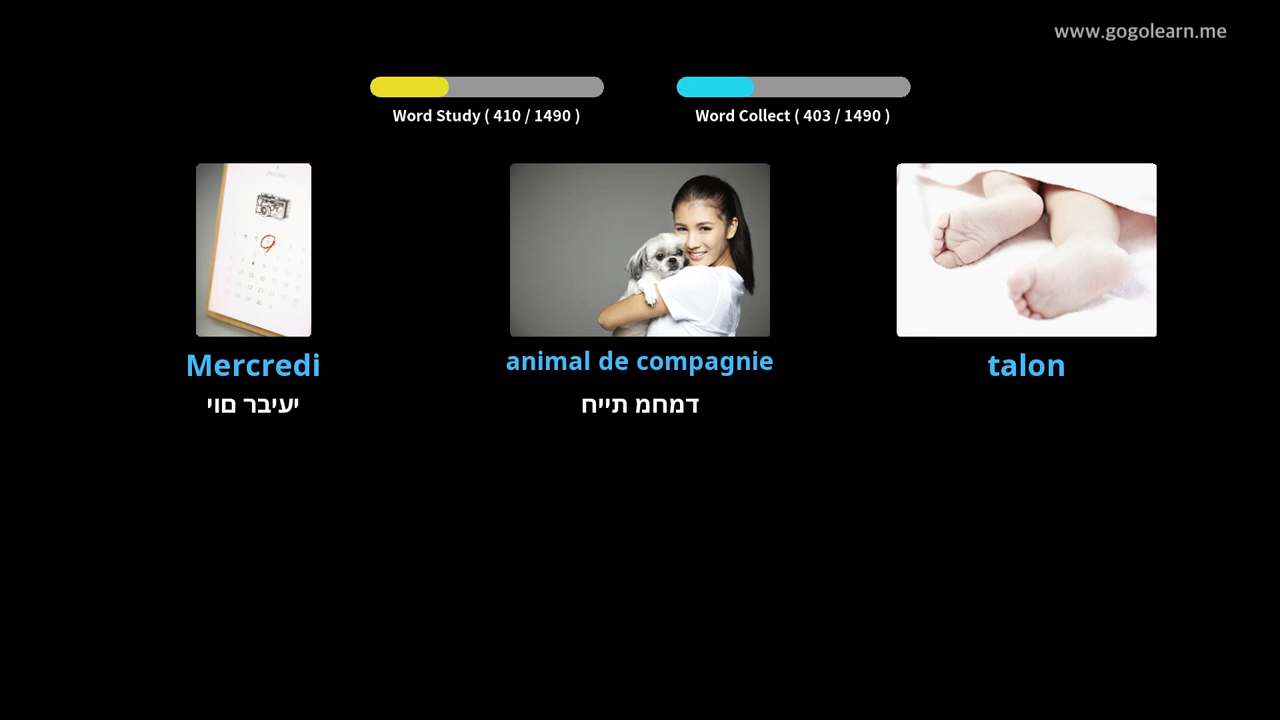 www.gogolearn.me
Word Study ( 410 / 1490 )
Word Collect ( 403 / 1490 )
Mercredi
animal de compagnie
talon
יעיבר םוי
דמחמ תייח